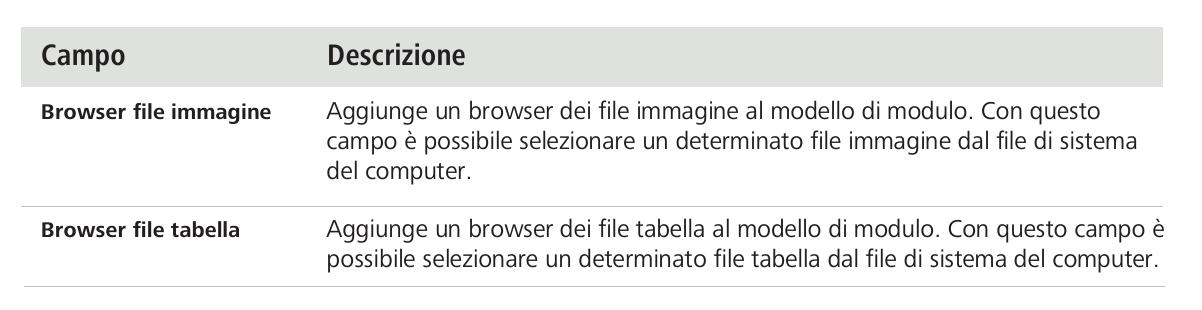 Campo Descrizione
Browser file immagine Aggiunge un browser dei file immagine al modello di modulo. Con questo
campo è possibile selezionare un determinato file immagine dal file di sistema
del computer.
Browser file tabella Aggiunge un browser dei file tabella al modello di modulo. Con questo campo è
possibile selezionare un determinato file tabella dal file di sistema del computer.